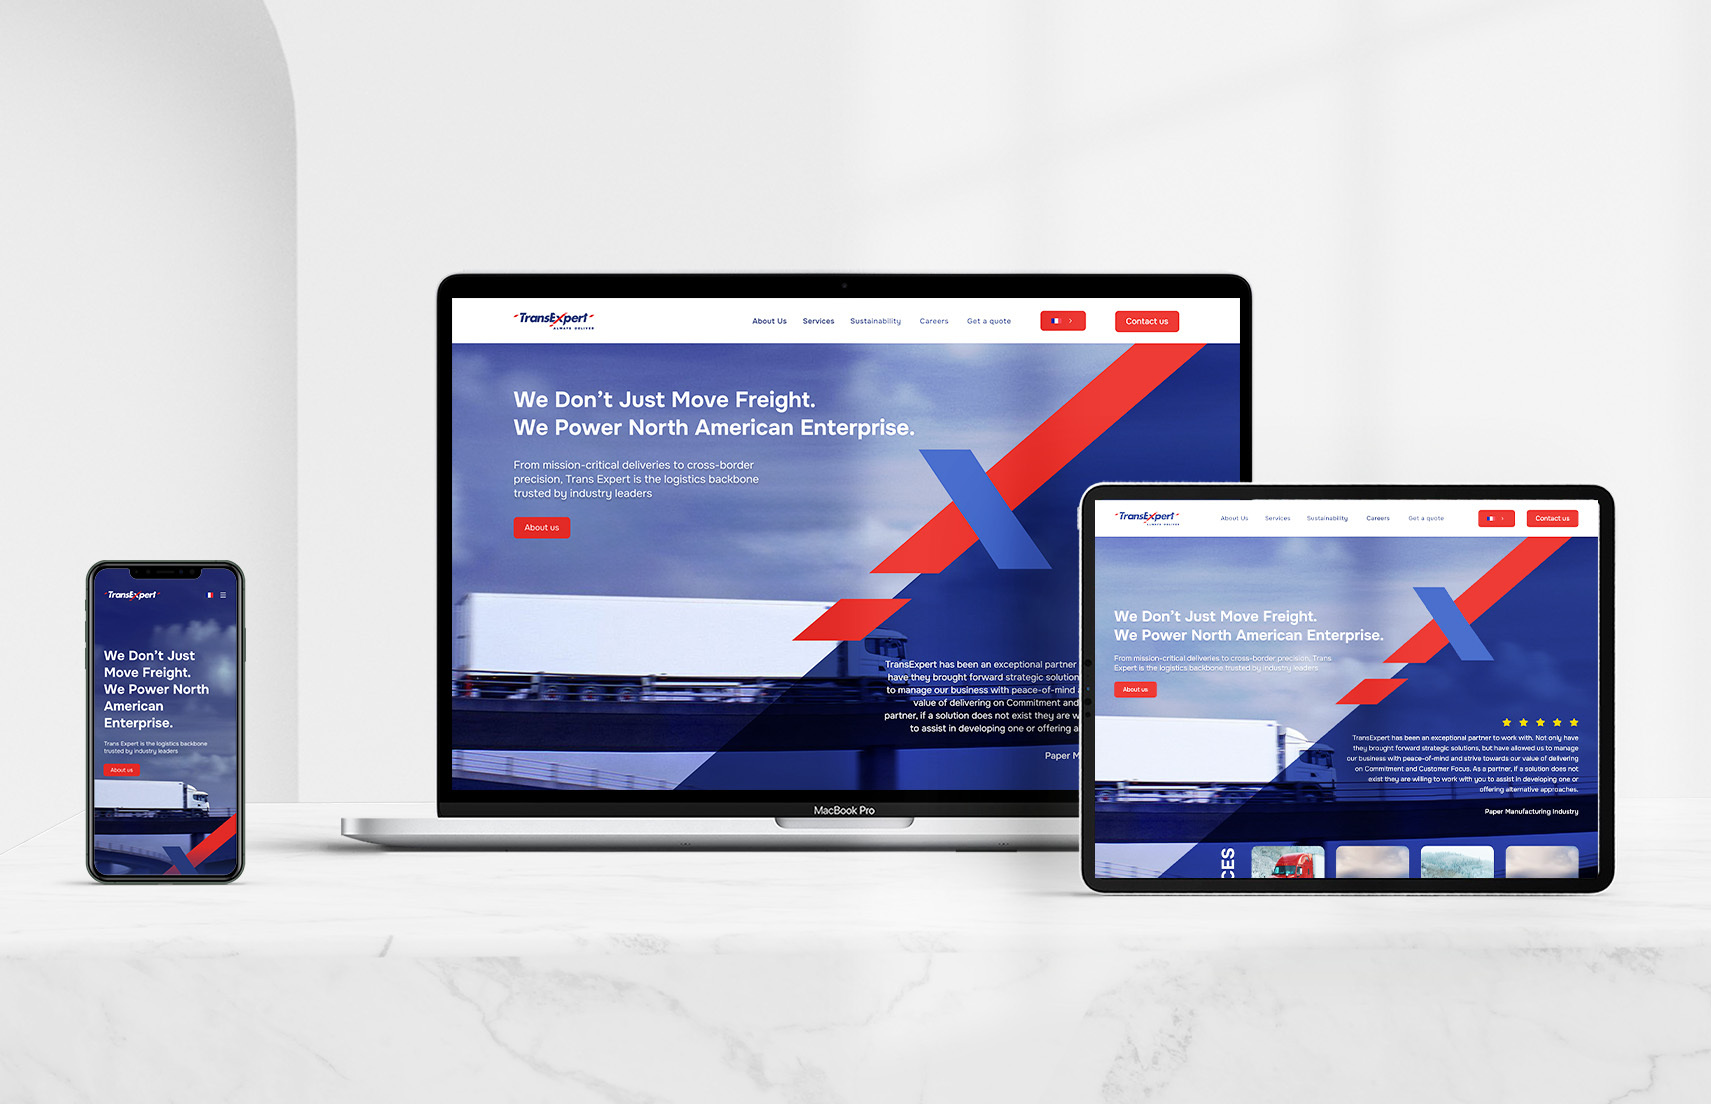 TransExpert
ALWAYS DELIVER
About Us
Services
Sustainability
Careers
Get a quote
Contact us
We Don't Just Move Freight.
We Power North American Enterprise.
From mission-critical deliveries to cross-border
precision, Trans Expert is the logistics backbone
trusted by industry leaders
About us
TransExpert has been an exceptional partner
have they brought forward strategic solution
to manage our business with peace-of-mind a
value of delivering on Commitment and
partner, if a solution does not exist they are w
to assist in developing one or offering a
Paper M
MacBook Pro
TransExpert
We Don't Just
Move Freight.
We Power North
American
Enterprise.
Trans Expert is the logistics backbone
trusted by industry leaders
About us
TransExpert
ALWAYS DELIVER
About Us
Services
Sustainability
Careers
Get a quote
Contact us
We Don't Just Move Freight.
We Power North American Enterprise.
From mission-critical deliveries to cross-border precision, Trans
Expert is the logistics backbone trusted by industry leaders
About us
TransExpert has been an exceptional partner to work with. Not only have
they brought forward strategic solutions, but have allowed us to manage
our business with peace-of-mind and strive towards our value of delivering
on Commitment and Customer Focus. As a partner, if a solution does not
exist they are willing to work with you to assist in developing one or
offering alternative approaches.
Paper Manufacturing Industry
CES